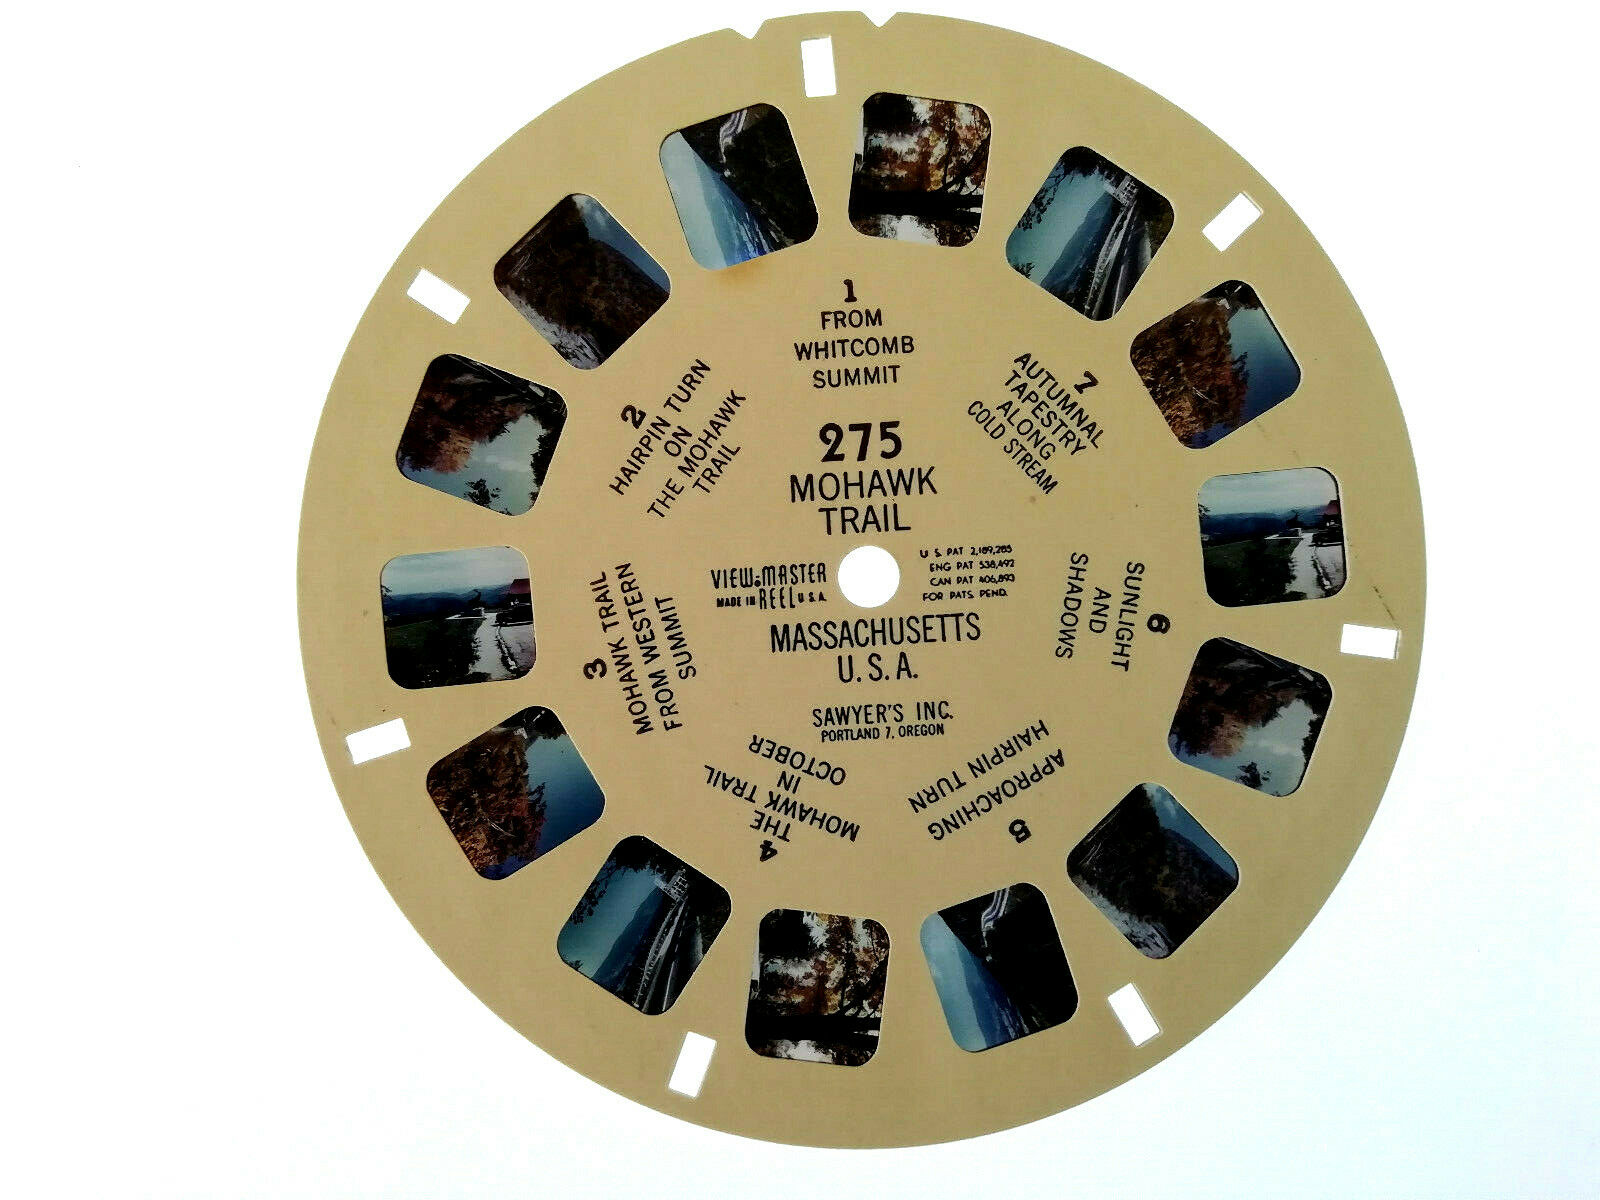 1
FROM
WHITCOMB
SUMMIT
2
HAIRPIN TURN
ON
THE MOHAWK
TRAIL
7
AUTUMNAL
TAPESTRY
ALONG
COLD STREAM
275
MOHAWK
TRAIL
VIEW-MASTER
MADE IN REEL U.S.A.
U.S. PAT 2,189,285
ENG PAT 538,492
CAN PAT 406,893
FOR PATS. PEND.
MASSACHUSETTS
U.S.A.
SAWYER'S INC.
PORTLAND 7, OREGON
3
MOHAWK TRAIL
FROM WESTERN
SUMMIT
4
THE
MOHAWK TRAIL
IN
OCTOBER
5
APPROACHING
HAIRPIN TURN
6
SUNLIGHT
AND
SHADOWS